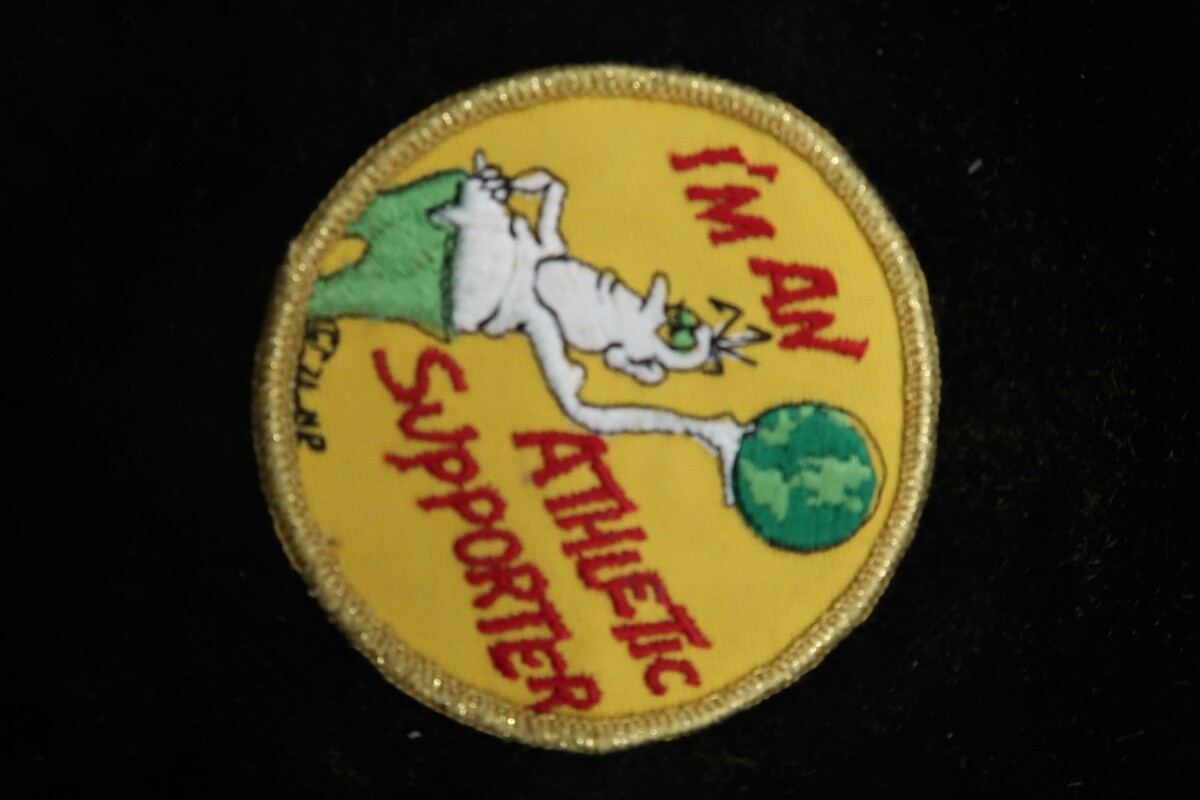 I'M AN
ATHLETIC
SUPPORTER